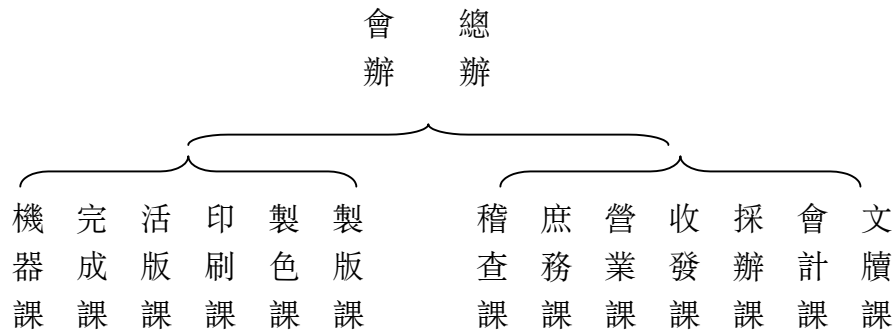 總辦
會辦
文牘課
會計課
採辦課
收發課
營業課
庶務課
稽查課
製版課
製色課
印刷課
活版課
完成課
機器課